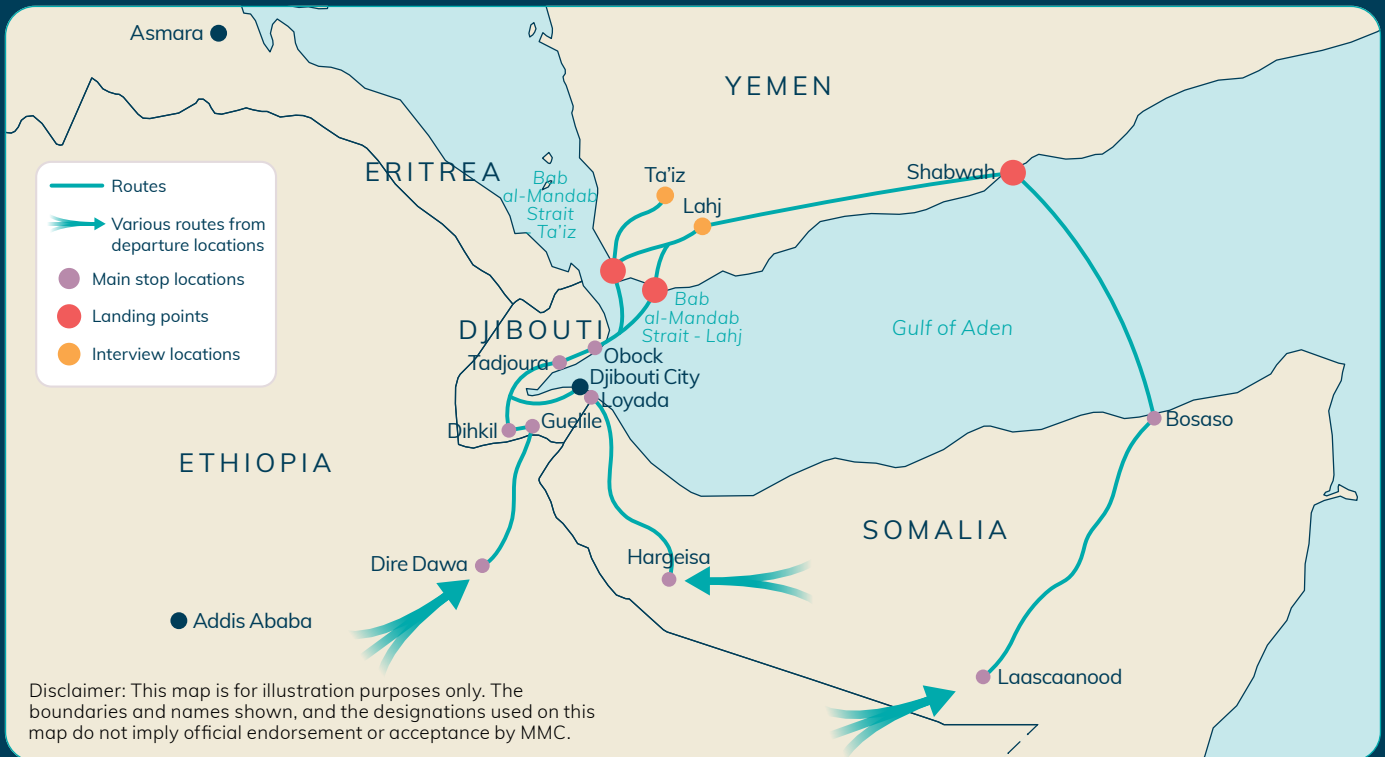 Asmara
YEMEN
ERITREA
Bab
al-Mandab
Strait
- Ta'iz
Ta'iz
Lahj
Shabwah
Routes
Various routes from
departure locations
Main stop locations
Landing points
Interview locations
Bab
al-Mandab
Strait - Lahj
Gulf of Aden
DJIBOUTI
Tadjoura
Obock
Djibouti City
Loyada
Guelile
Dihkil
Bosaso
ETHIOPIA
SOMALIA
Dire Dawa
Hargeisa
Addis Ababa
Laascaanood
Disclaimer: This map is for illustration purposes only. The
boundaries and names shown, and the designations used on this
map do not imply official endorsement or acceptance by MMC.